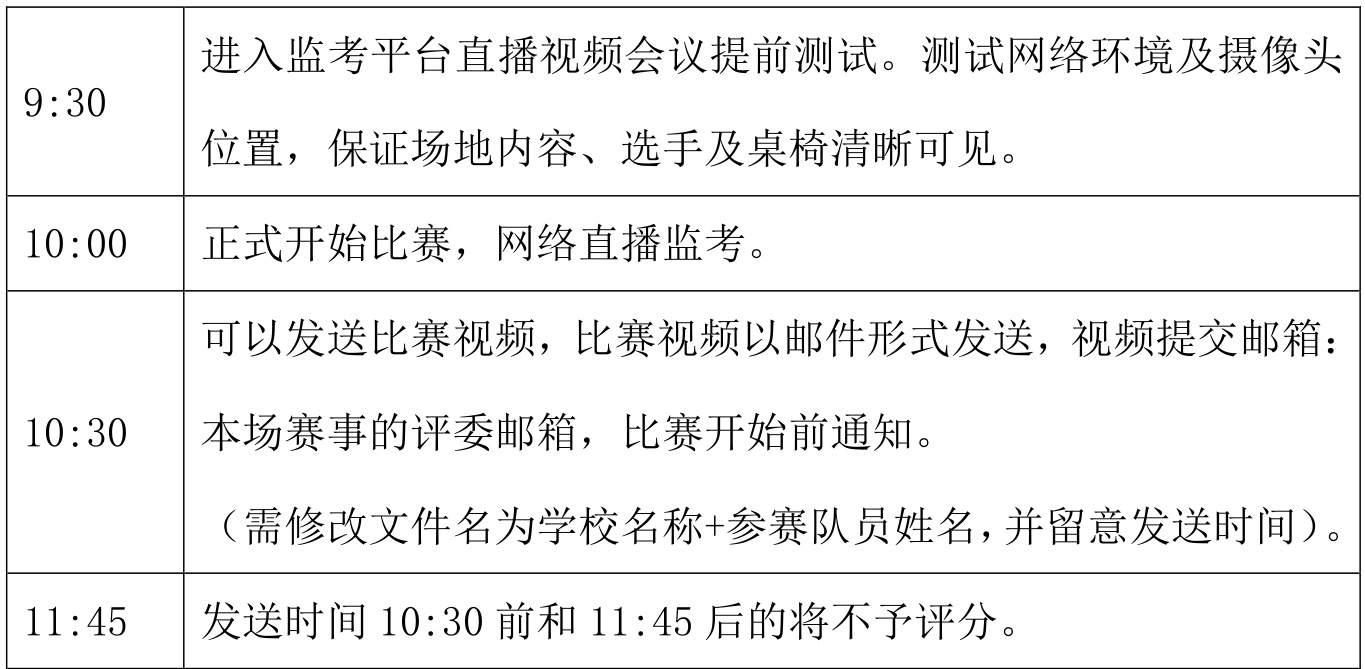 9:30
进入监考平台直播视频会议提前测试。测试网络环境及摄像头
位置，保证场地内容、选手及桌椅清晰可见。
10:00
正式开始比赛，网络直播监考。
10:30
可以发送比赛视频，比赛视频以邮件形式发送，视频提交邮箱：
本场赛事的评委邮箱，比赛开始前通知。
（需修改文件名为学校名称+参赛队员姓名，并留意发送时间）。
11:45
发送时间 10:30 前和 11:45 后的将不予评分。